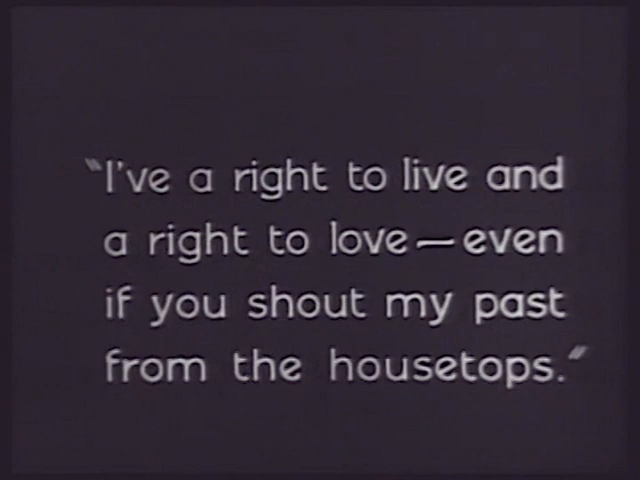 "I've a right to live and
a right to love—even
if you shout my past
from the housetops."